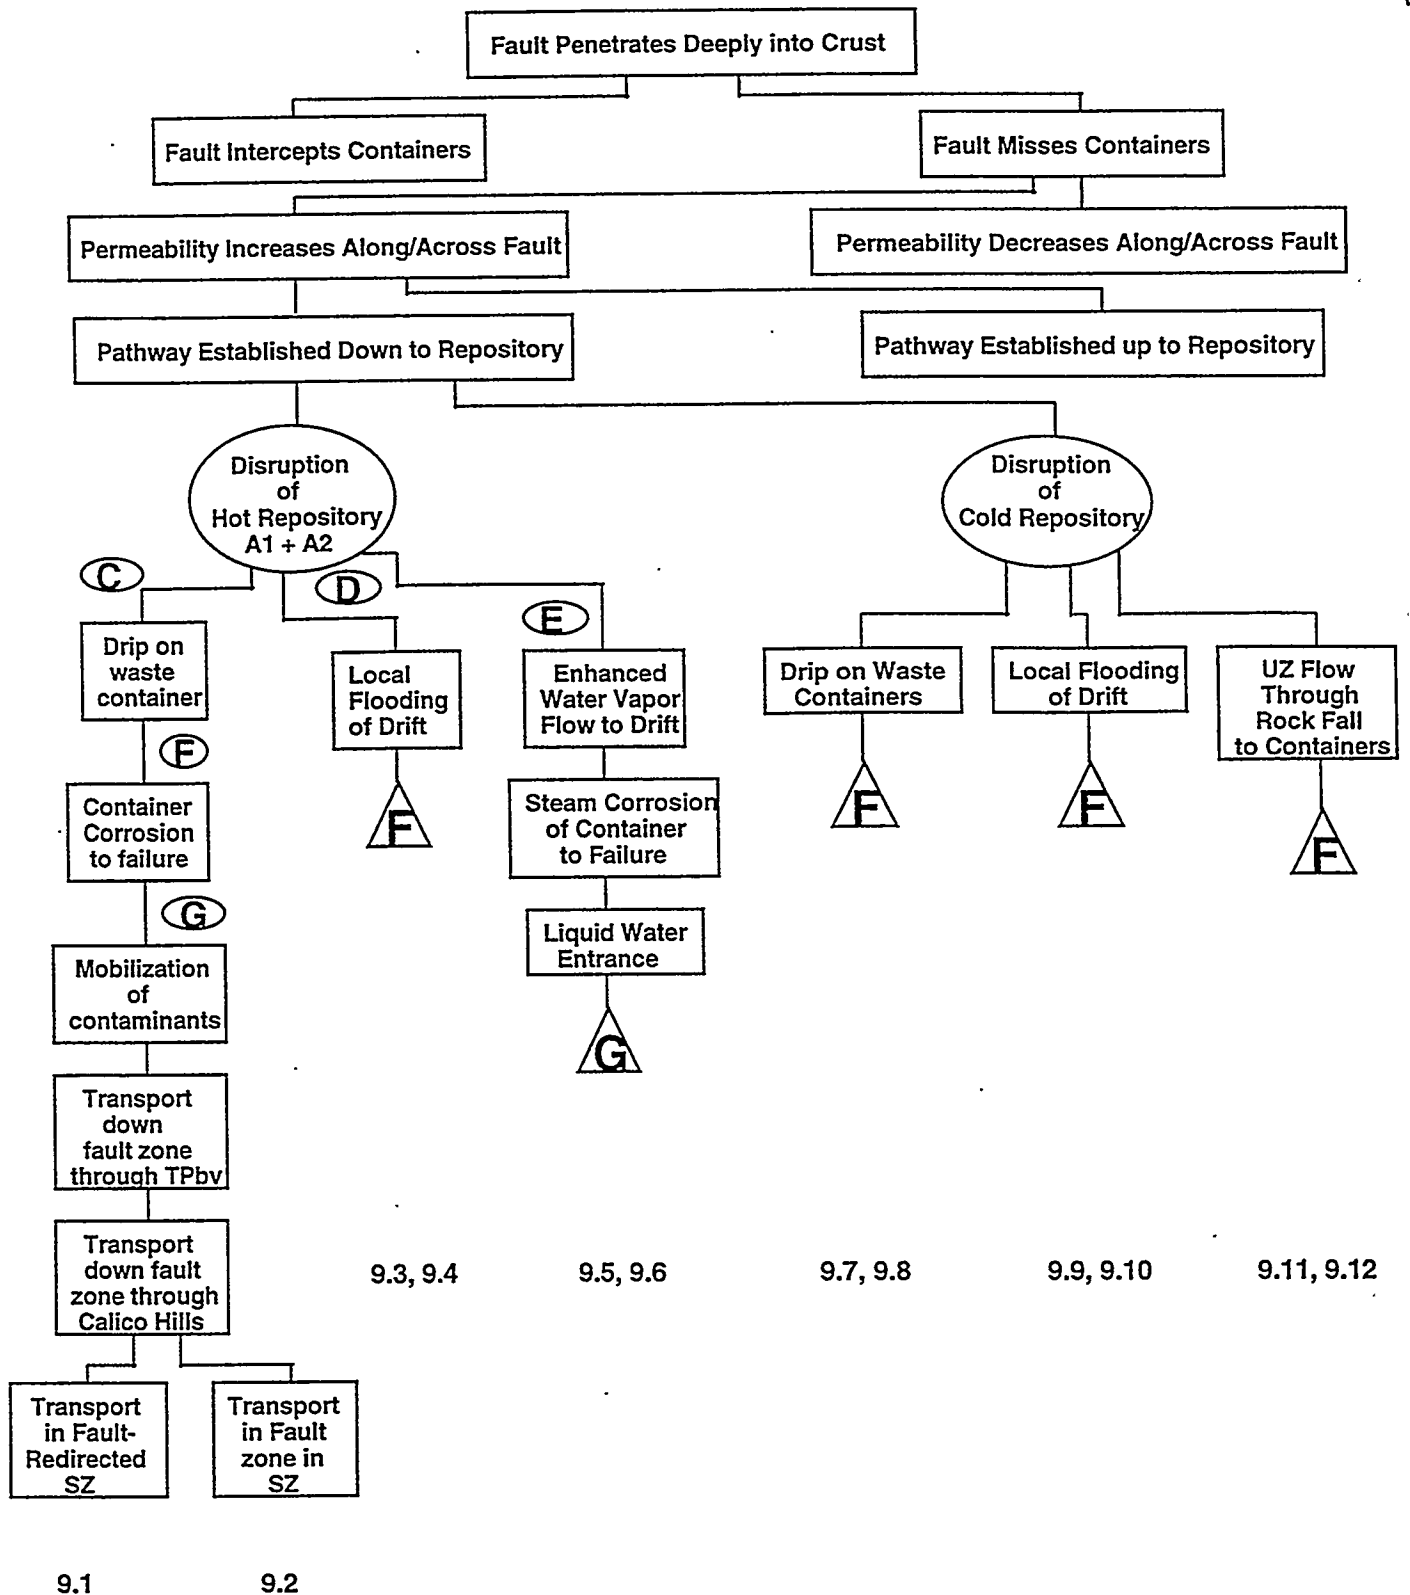 Fault Penetrates Deeply into Crust
Fault Intercepts Containers
Fault Misses Containers
Permeability Increases Along/Across Fault
Permeability Decreases Along/Across Fault
Pathway Established Down to Repository
Pathway Established up to Repository
Disruption
of
Hot Repository
A1 + A2
Disruption
of
Cold Repository
C
D
E
Drip on
waste
container
Local
Flooding
of Drift
Enhanced
Water Vapor
Flow to Drift
Drip on Waste
Containers
Local Flooding
of Drift
UZ Flow
Through
Rock Fall
to Containers
F
Container
Corrosion
to failure
F
Steam Corrosion
of Container
to Failure
F
F
F
G
Liquid Water
Entrance
Mobilization
of
contaminants
G
Transport
down
fault zone
through TPbv
Transport
down fault
zone through
Calico Hills
9.3, 9.4
9.5, 9.6
9.7, 9.8
9.9, 9.10
9.11, 9.12
Transport
in Fault-
Redirected
SZ
Transport
in Fault
zone in
SZ
9.1
9.2